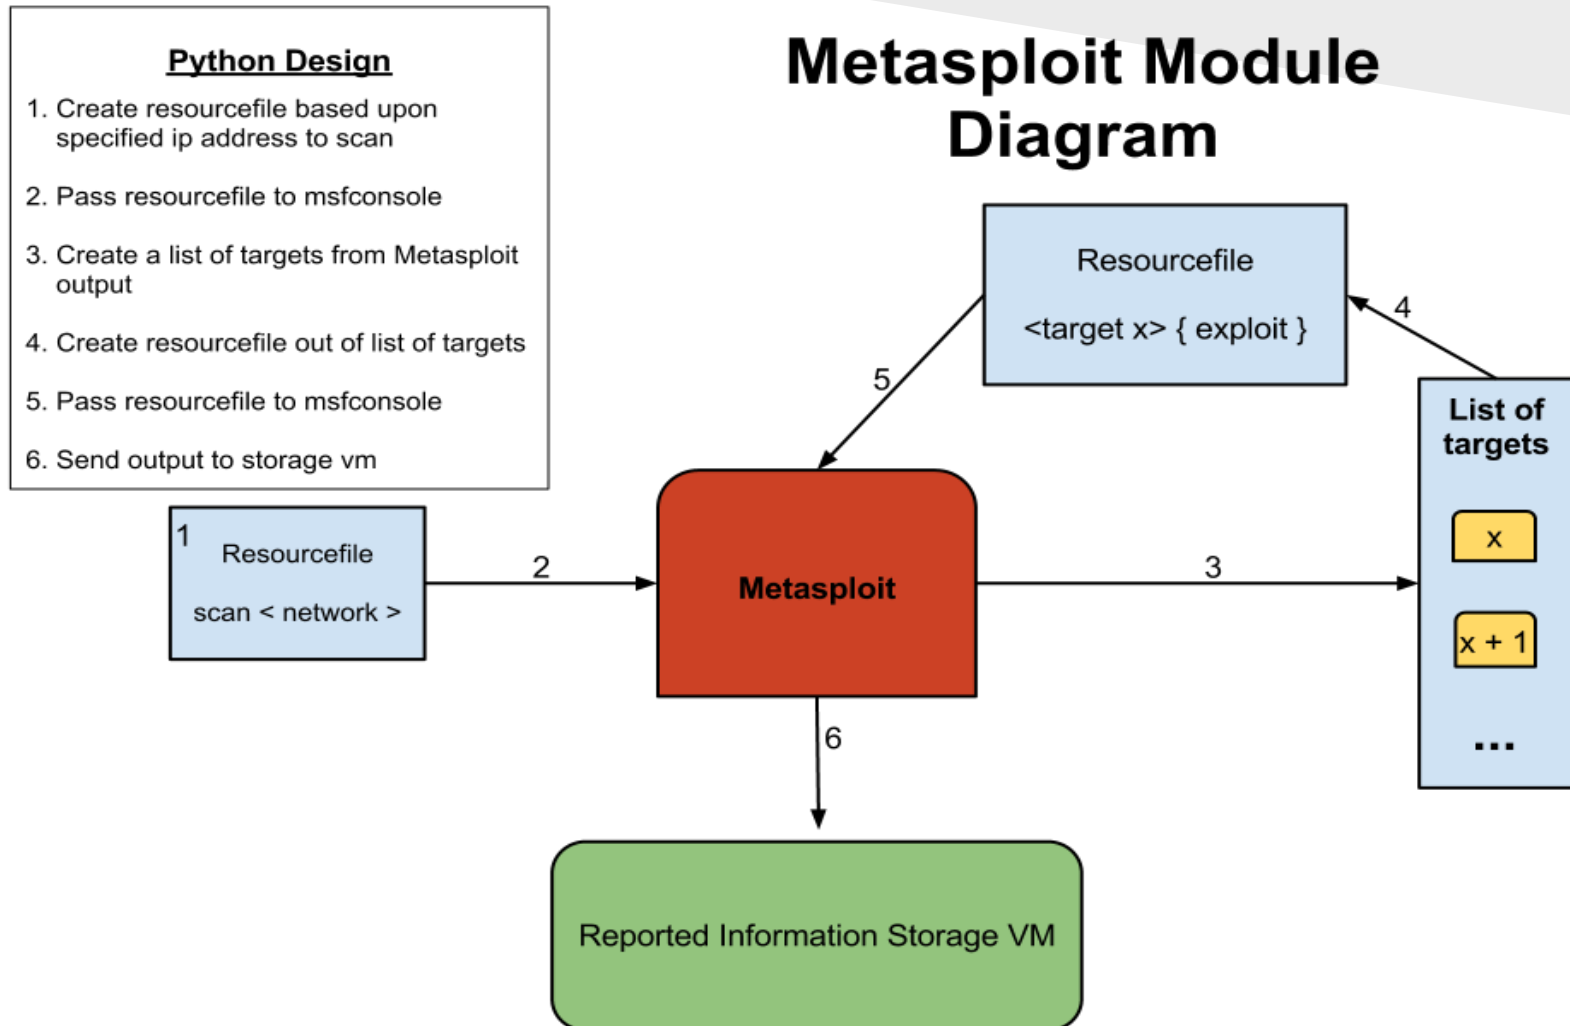 Python Design
1. Create resourcefile based upon
specified ip address to scan
2. Pass resourcefile to msfconsole
3. Create a list of targets from Metasploit
output
4. Create resourcefile out of list of targets
5. Pass resourcefile to msfconsole
6. Send output to storage vm
Metasploit Module
Diagram
Resourcefile
<target x> { exploit }
4
5
List of
targets
x
x + 1
...
1
Resourcefile
scan < network >
2
Metasploit
3
6
Reported Information Storage VM